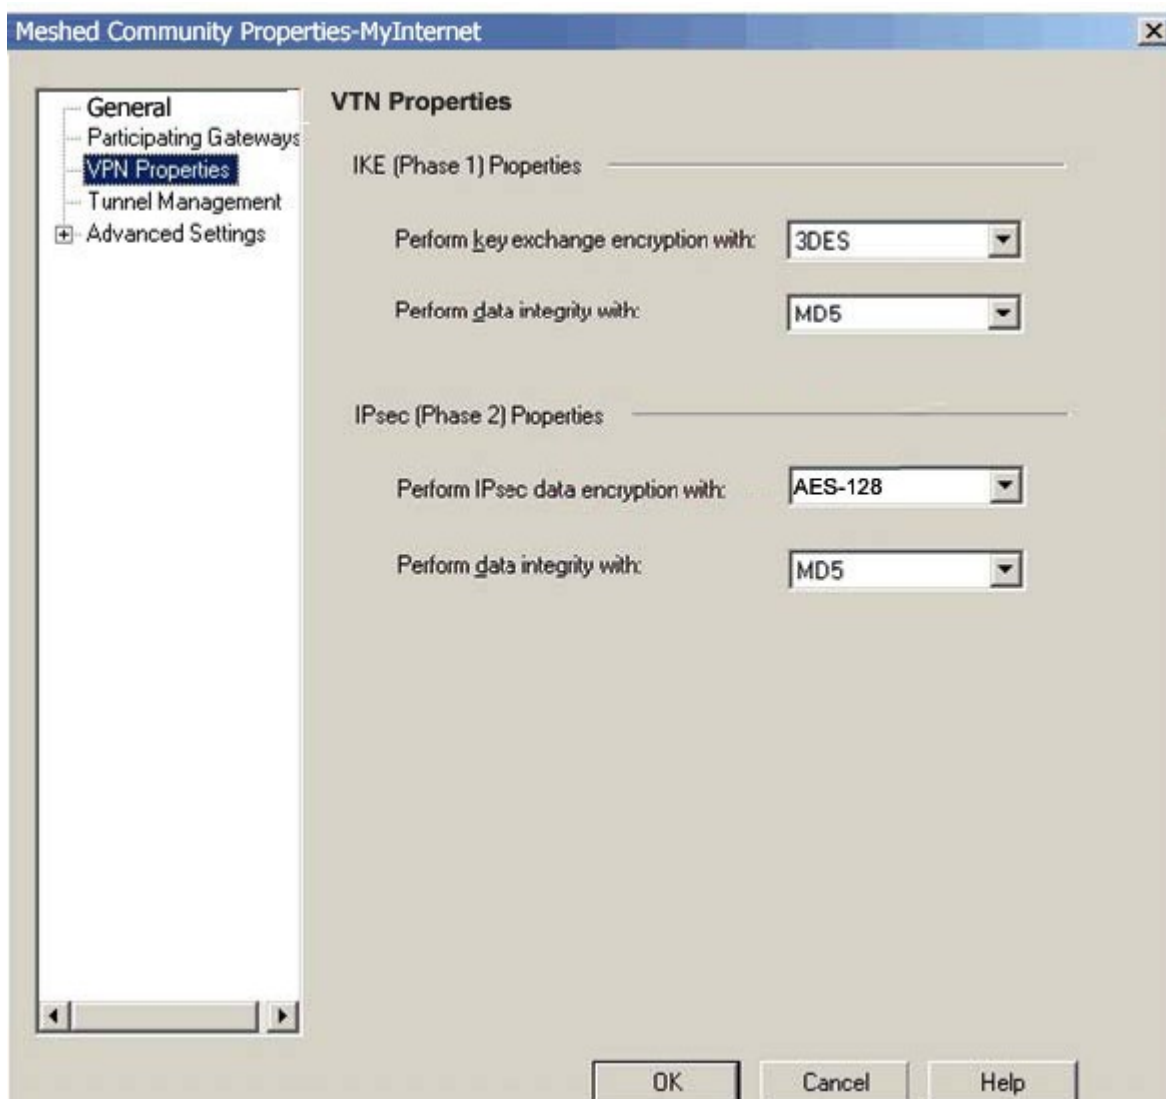 Meshed Community Properties-MyInternet
General
Participating Gateways
VPN Properties
Tunnel Management
Advanced Settings
VTN Properties
IKE (Phase 1) Properties
Perform key exchange encryption with: 3DES
Perform data integrity with: MD5
IPsec (Phase 2) Properties
Perform IPsec data encryption with: AES-128
Perform data integrity with: MD5
OK Cancel Help